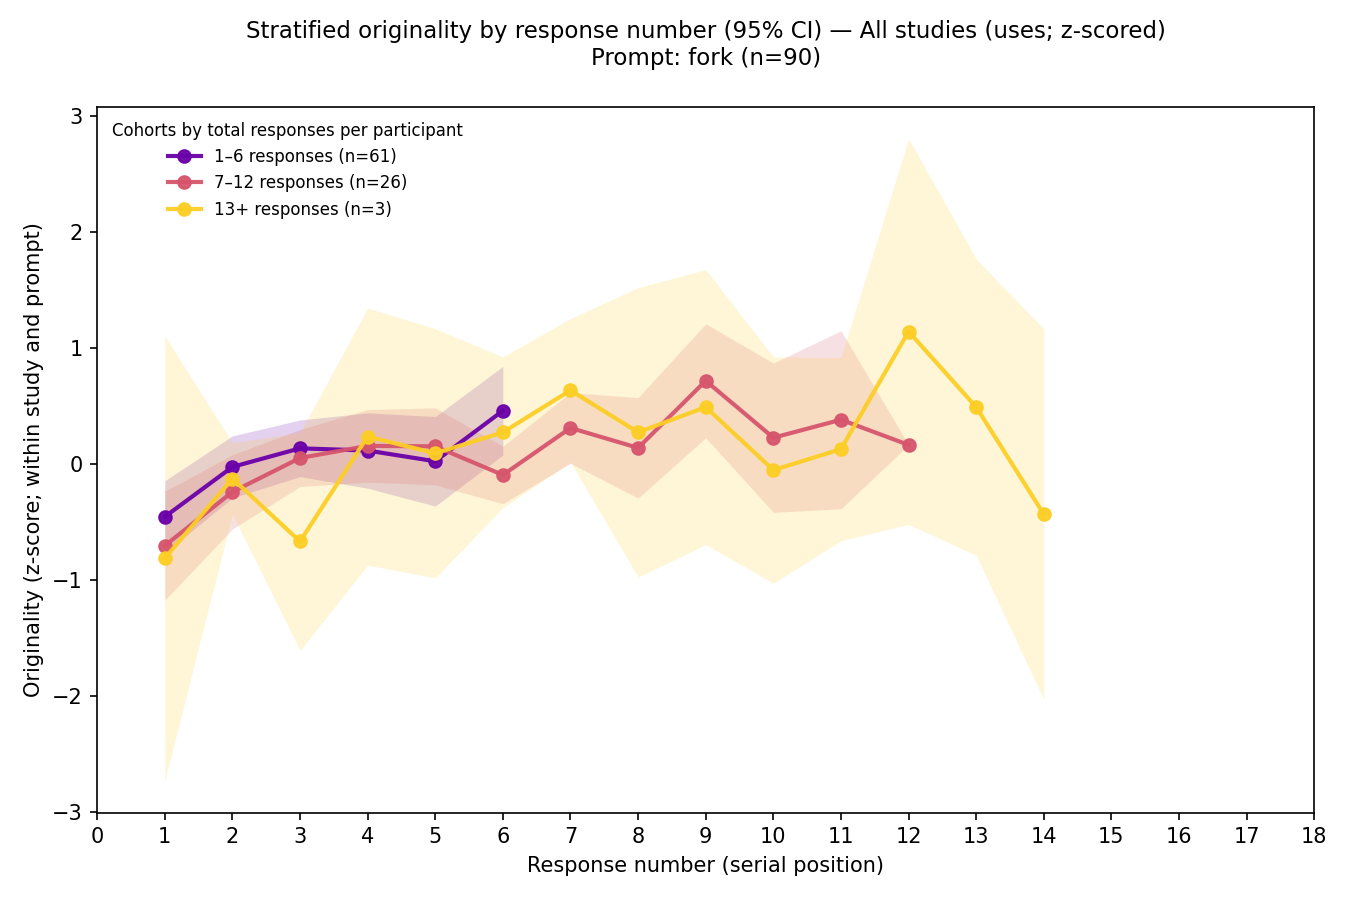 Stratified originality by response number (95% CI) — All studies (uses; z-scored)
Prompt: fork (n=90)
Cohorts by total responses per participant
1–6 responses (n=61)
7–12 responses (n=26)
13+ responses (n=3)
Originality (z-score; within study and prompt)
3
2
1
0
−1
−2
−3
0 1 2 3 4 5 6 7 8 9 10 11 12 13 14 15 16 17 18
Response number (serial position)